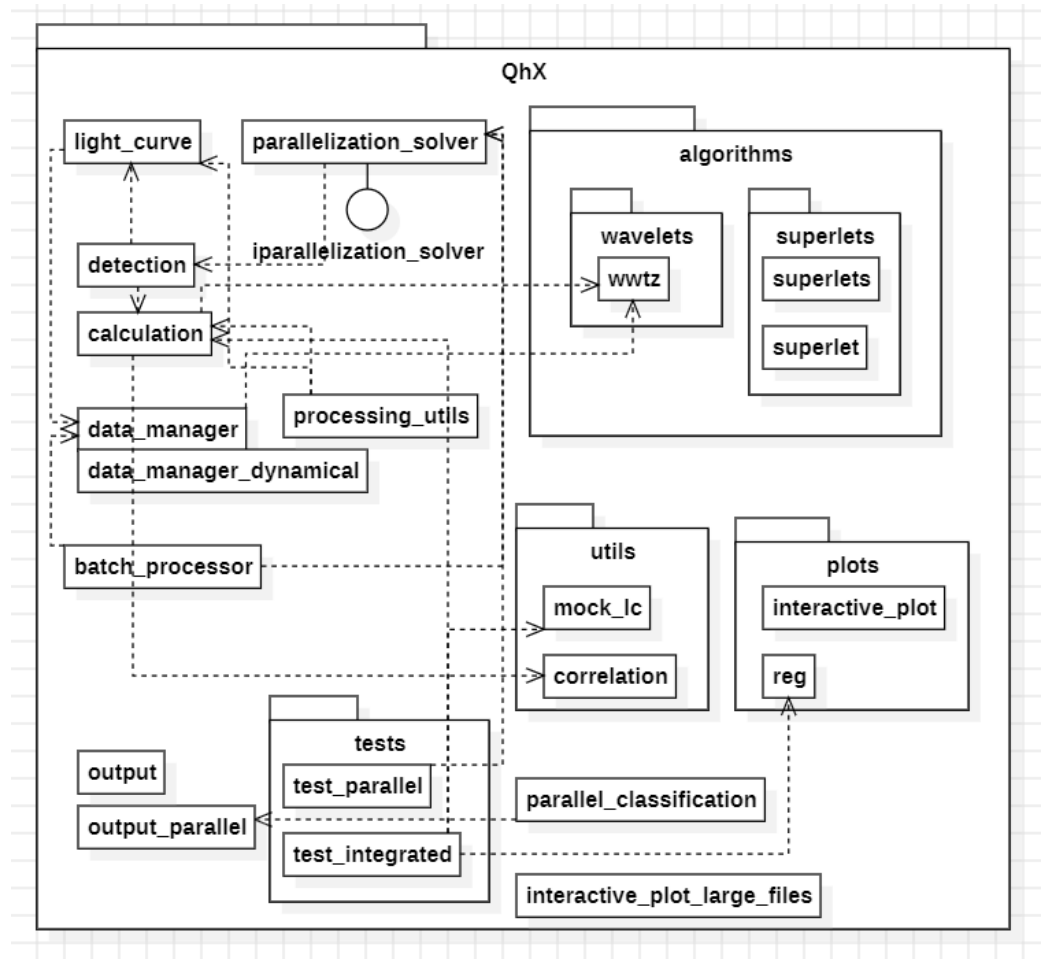 QhX
light_curve
parallelization_solver
iparallelization_solver
detection
calculation
data_manager
data_manager_dynamical
processing_utils
batch_processor
algorithms
wavelets
wwtz
superlets
superlets
superlet
utils
mock_lc
correlation
plots
interactive_plot
reg
tests
test_parallel
test_integrated
output
output_parallel
parallel_classification
interactive_plot_large_files